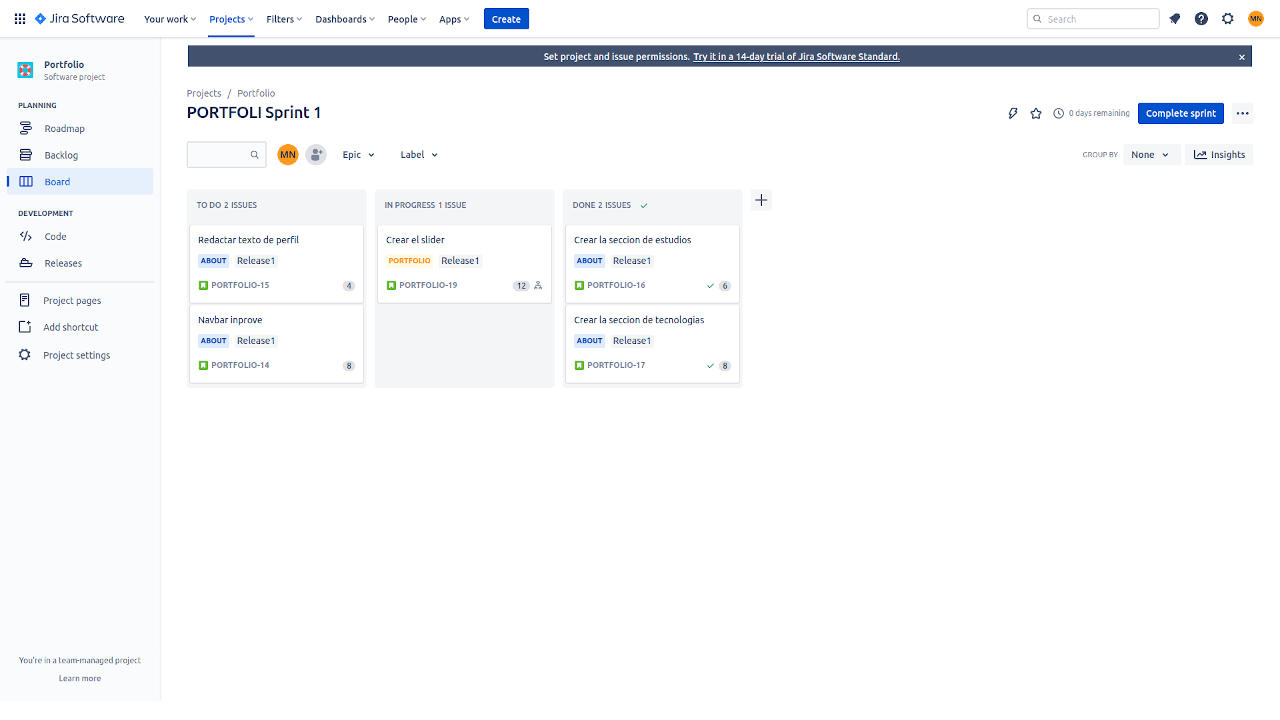 Jira Software
Your work
Projects
Filters
Dashboards
People
Apps
Create
Search
MN
Portfolio
Software project
PLANNING
Roadmap
Backlog
Board
DEVELOPMENT
Code
Releases
Project pages
Add shortcut
Project settings
You're in a team-managed project
Learn more
Set project and issue permissions. Try it in a 14-day trial of Jira Software Standard.
Projects / Portfolio
PORTFOLI Sprint 1
0 days remaining
Complete sprint
MN
Epic
Label
GROUP BY
None
Insights
TO DO 2 ISSUES
Redactar texto de perfil
ABOUT Release1
PORTFOLIO-15 4
Navbar inprove
ABOUT Release1
PORTFOLIO-14 8
IN PROGRESS 1 ISSUE
Crear el slider
PORTFOLIO Release1
PORTFOLIO-19 12
DONE 2 ISSUES
Crear la seccion de estudios
ABOUT Release1
PORTFOLIO-16 6
Crear la seccion de tecnologias
ABOUT Release1
PORTFOLIO-17 8